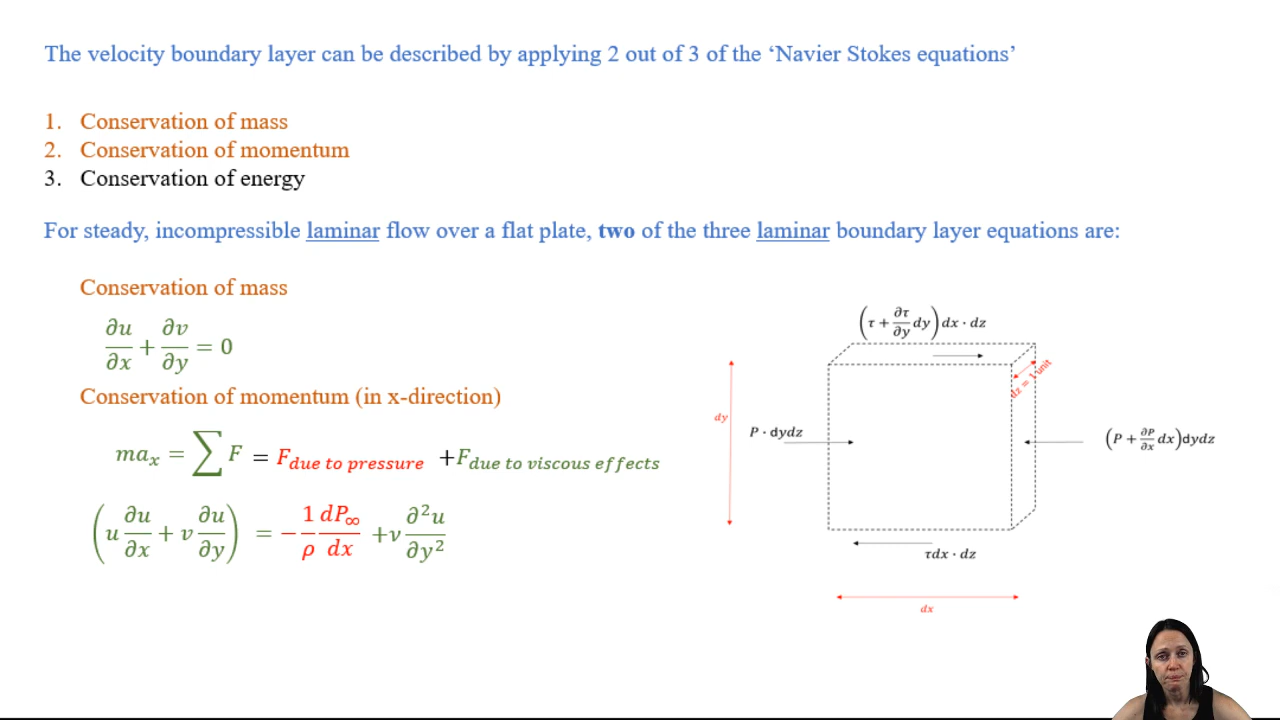 The velocity boundary layer can be described by applying 2 out of 3 of the ‘Navier Stokes equations’
1. Conservation of mass
2. Conservation of momentum
3. Conservation of energy
For steady, incompressible laminar flow over a flat plate, two of the three laminar boundary layer equations are:
Conservation of mass
∂u/∂x + ∂v/∂y = 0
Conservation of momentum (in x-direction)
ma_x = ∑ F = F_due to pressure + F_due to viscous effects
(u ∂u/∂x + v ∂u/∂y) = − 1/ρ dP_∞/dx + ν ∂²u/∂y²
(τ + ∂τ/∂y dy) dx · dz
dz = 1 unit
dy
P · dydz
(P + ∂P/∂x dx)dydz
τdx · dz
dx